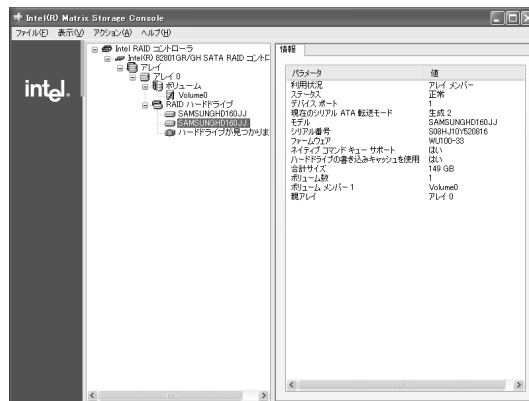 Intel(R) Matrix Storage Console
ファイル(F) 表示(V) アクション(A) ヘルプ(H)
intel.
Intel RAID コントローラ
Intel(R) 82801GR/GH SATA RAID コントロ
アレイ
アレイ 0
ボリューム
Volume0
RAID ハードドライブ
SAMSUNGHD160JJ
SAMSUNGHD160JJ
ハードドライブが見つかりま
情報
パラメータ 値
利用状況 アレイ メンバー
ステータス 正常
デバイス ポート 1
現在のシリアル ATA 転送モード 生成 2
モデル SAMSUNGHD160JJ
シリアル番号 S08HJ10Y520816
ファームウェア WU100-33
ネイティブ コマンド キュー サポート はい
ハードドライブの書き込みキャッシュを使用 はい
合計サイズ 149 GB
ボリューム数 1
ボリューム メンバー 1 Volume0
親アレイ アレイ 0